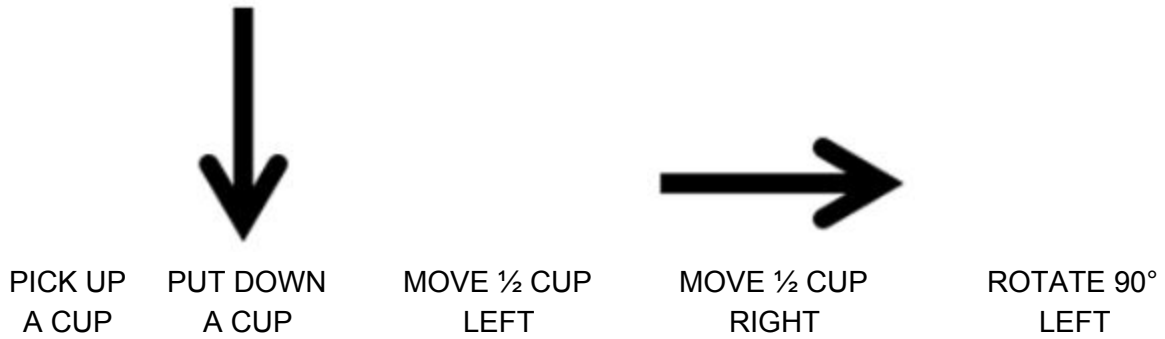 PICK UP PUT DOWN MOVE ½ CUP MOVE ½ CUP ROTATE 90°
A CUP A CUP LEFT RIGHT LEFT